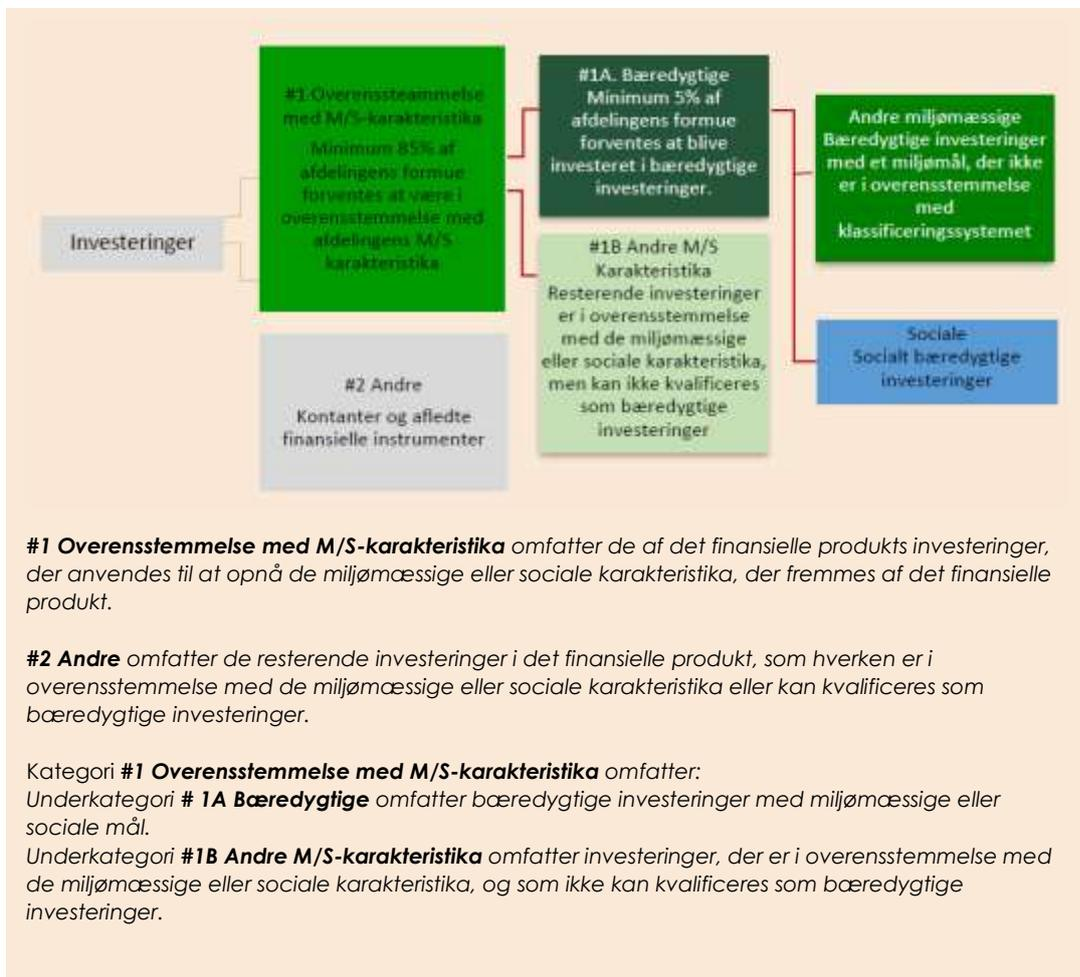 Investeringer
#1 Overenssteammelse
med M/S-karakteristika
Minimum 85% af
afdelingens formue
forventes at være i
overensstemmelse med
afdelingens M/S
karakteristika
#2 Andre
Kontanter og afledte
finansielle instrumenter
#1A. Bæredygtige
Minimum 5% af
afdelingens formue
forventes at blive
investeret i bæredygtige
investeringer.
#1B Andre M/S
Karakteristika
Resterende investeringer
er i overensstemmelse
med de miljømæssige
eller sociale karakteristika,
men kan ikke kvalificeres
som bæredygtige
investeringer
Andre miljømæssige
Bæredygtige investeringer
med et miljømål, der ikke
er i overensstemmelse
med
klassificeringssystemet
Sociale
Socialt bæredygtige
investeringer
#1 Overensstemmelse med M/S-karakteristika omfatter de af det finansielle produkts investeringer,
der anvendes til at opnå de miljømæssige eller sociale karakteristika, der fremmes af det finansielle
produkt.
#2 Andre omfatter de resterende investeringer i det finansielle produkt, som hverken er i
overensstemmelse med de miljømæssige eller sociale karakteristika eller kan kvalificeres som
bæredygtige investeringer.
Kategori #1 Overensstemmelse med M/S-karakteristika omfatter:
Underkategori # 1A Bæredygtige omfatter bæredygtige investeringer med miljømæssige eller
sociale mål.
Underkategori #1B Andre M/S-karakteristika omfatter investeringer, der er i overensstemmelse med
de miljømæssige eller sociale karakteristika, og som ikke kan kvalificeres som bæredygtige
investeringer.